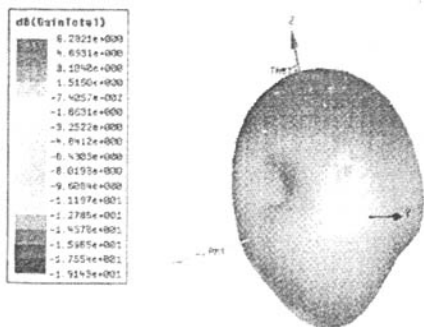 dB(GainTotal)
6.2821e+000
4.6931e+000
3.1040e+000
1.5150e+000
-7.4057e-002
-1.6631e+000
-3.2522e+000
-4.8412e+000
-6.4303e+000
-8.0193e+000
-9.6084e+000
-1.1197e+001
-1.2786e+001
-1.4376e+001
-1.5965e+001
-1.7554e+001
-1.9143e+001
Z
Theta
Y
Phi